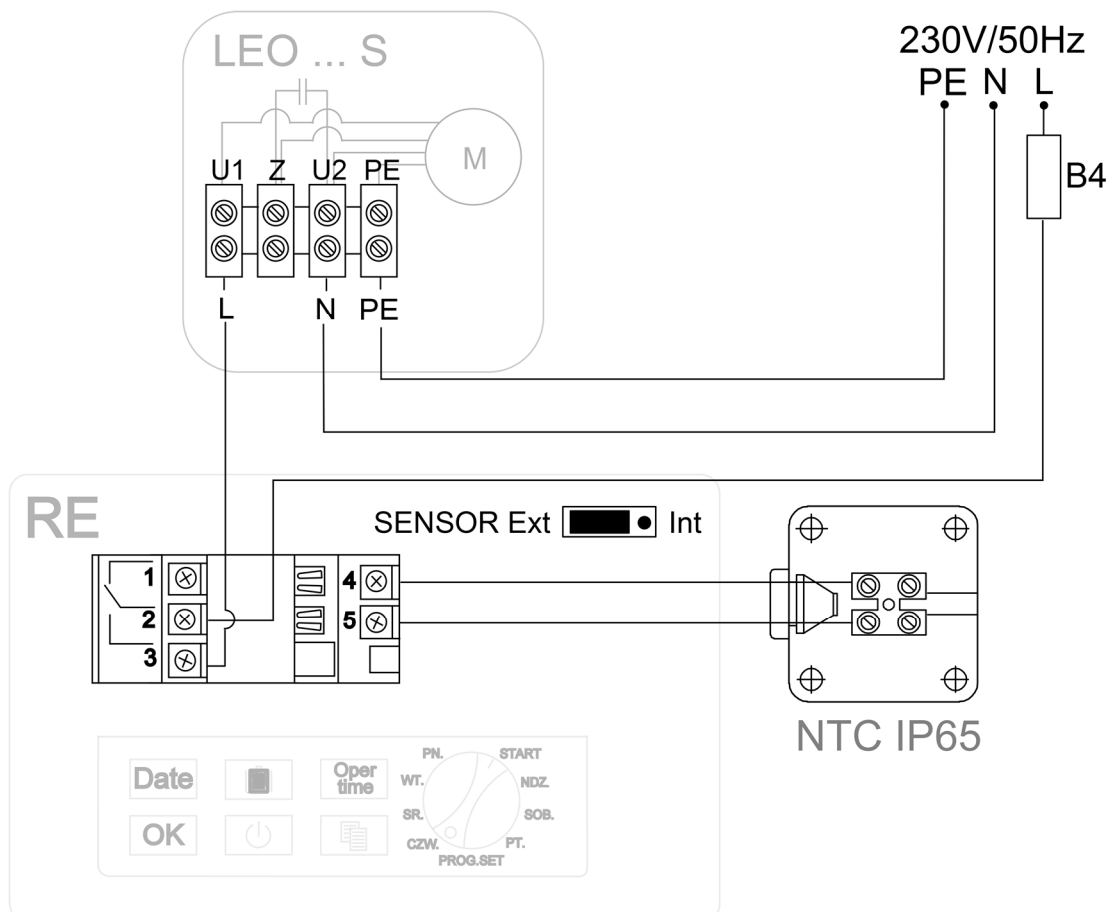 LEO ... S
230V/50Hz
PE N L
B4
M
U1 Z U2 PE
L N PE
RE
SENSOR Ext Int
1
2
3
4
5
NTC IP65
Date
Oper
time
OK
PN.
START
WT.
NDZ.
SR.
SOB.
CZW.
PT.
PROG.SET